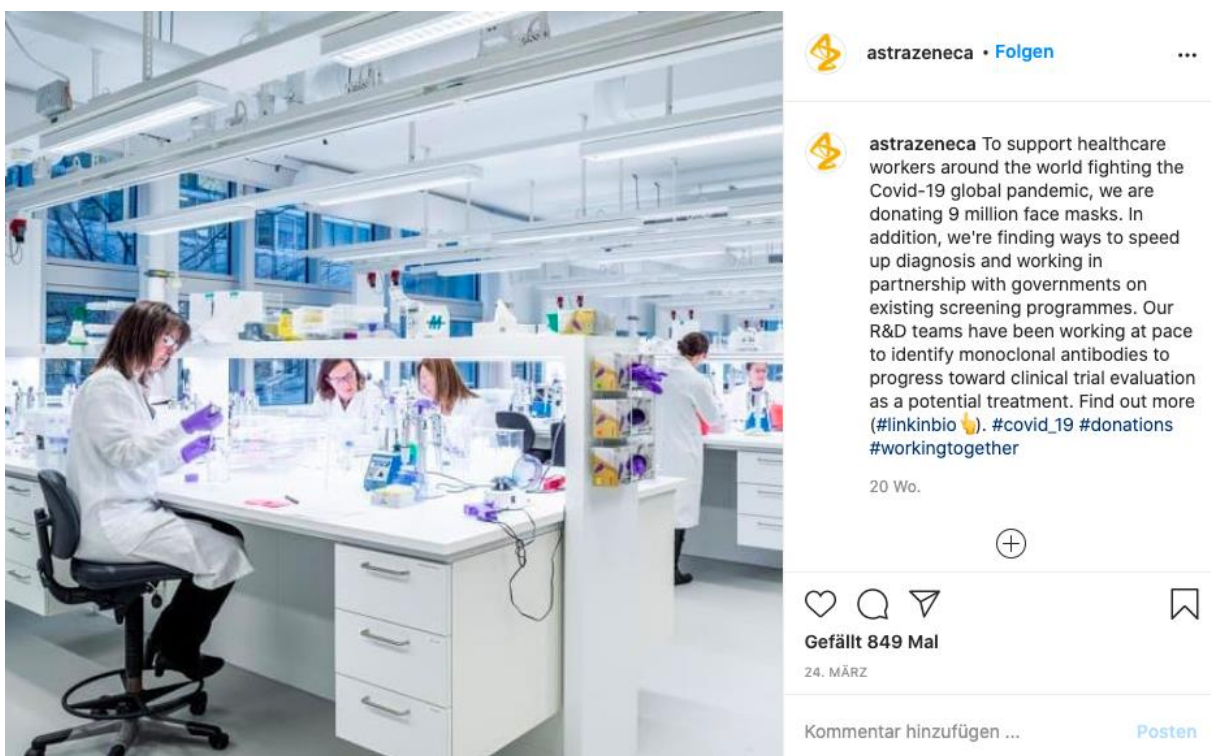 astrazeneca • Folgen
astrazeneca To support healthcare
workers around the world fighting the
Covid-19 global pandemic, we are
donating 9 million face masks. In
addition, we're finding ways to speed
up diagnosis and working in
partnership with governments on
existing screening programmes. Our
R&D teams have been working at pace
to identify monoclonal antibodies to
progress toward clinical trial evaluation
as a potential treatment. Find out more
(#linkinbio👆). #covid_19 #donations
#workingtogether
20 Wo.
Gefällt 849 Mal
24. MÄRZ
Kommentar hinzufügen ... Posten